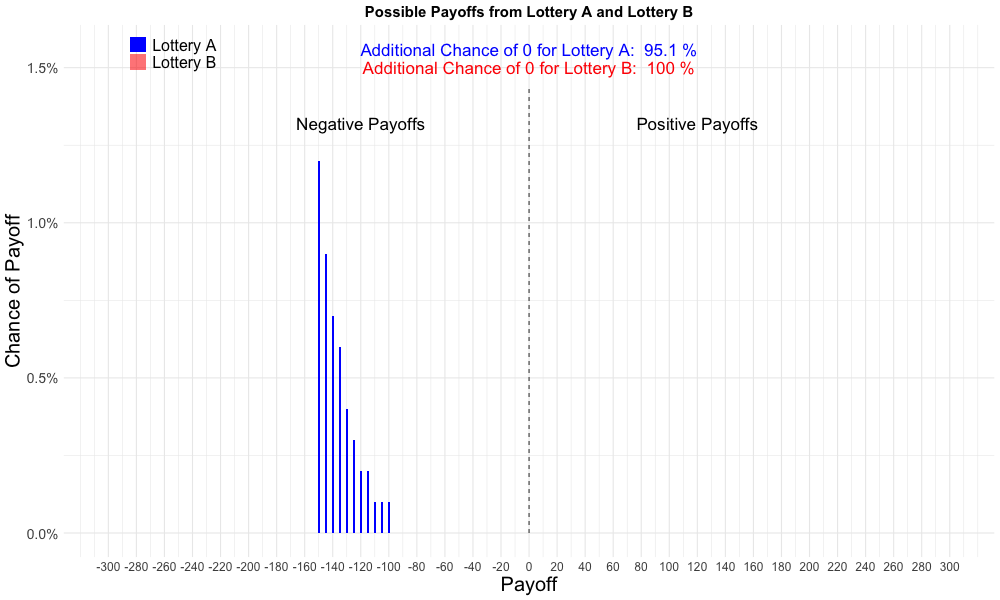 Possible Payoffs from Lottery A and Lottery B
Lottery A
Lottery B
Additional Chance of 0 for Lottery A:  95.1 %
Additional Chance of 0 for Lottery B:  100 %
Negative Payoffs
Positive Payoffs
Chance of Payoff
1.5%
1.0%
0.5%
0.0%
-300 -280 -260 -240 -220 -200 -180 -160 -140 -120 -100 -80 -60 -40 -20 0 20 40 60 80 100 120 140 160 180 200 220 240 260 280 300
Payoff